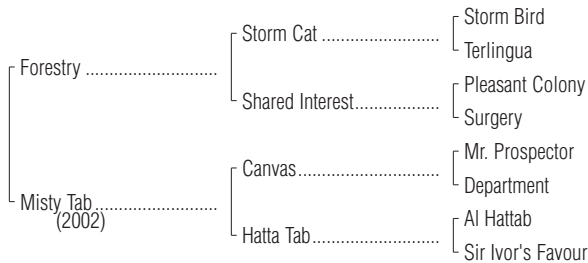 Storm Bird
Storm Cat ........................
Terlingua
Forestry ...........................
Pleasant Colony
Shared Interest.................
Surgery
Mr. Prospector
Canvas............................
Department
Misty Tab.........................
(2002)
Al Hattab
Hatta Tab.........................
Sir Ivor's Favour